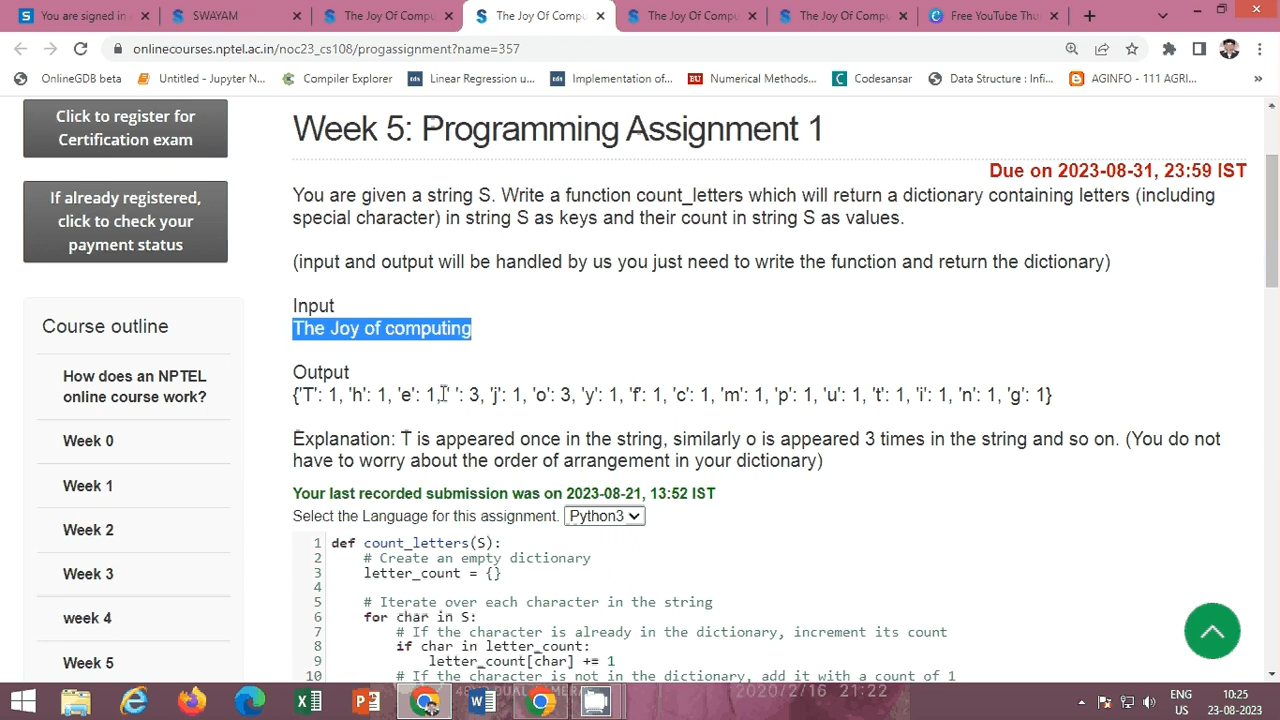 You are signed in
SWAYAM
The Joy Of Compu
The Joy Of Compu
The Joy Of Compu
The Joy Of Compu
Free YouTube Thu
onlinecourses.nptel.ac.in/noc23_cs108/progassignment?name=357
OnlineGDB beta
Untitled - Jupyter N...
Compiler Explorer
Linear Regression u...
Implementation of...
Numerical Methods...
Codesansar
Data Structure : Infi...
AGINFO - 111 AGRI...
»
Click to register for
Certification exam
If already registered,
click to check your
payment status
Course outline
How does an NPTEL
online course work?
Week 0
Week 1
Week 2
Week 3
week 4
Week 5
Week 5: Programming Assignment 1
Due on 2023-08-31, 23:59 IST
You are given a string S. Write a function count_letters which will return a dictionary containing letters (including
special character) in string S as keys and their count in string S as values.
(input and output will be handled by us you just need to write the function and return the dictionary)
Input
The Joy of computing
Output
{'T': 1, 'h': 1, 'e': 1, ' ': 3, 'j': 1, 'o': 3, 'y': 1, 'f': 1, 'c': 1, 'm': 1, 'p': 1, 'u': 1, 't': 1, 'i': 1, 'n': 1, 'g': 1}
Explanation: T is appeared once in the string, similarly o is appeared 3 times in the string and so on. (You do not
have to worry about the order of arrangement in your dictionary)
Your last recorded submission was on 2023-08-21, 13:52 IST
Select the Language for this assignment. Python3
1 def count_letters(S):
2 # Create an empty dictionary
3 letter_count = {}
4
5 # Iterate over each character in the string
6 for char in S:
7 # If the character is already in the dictionary, increment its count
8 if char in letter_count:
9 letter_count[char] += 1
10 # If the character is not in the dictionary, add it with a count of 1
2020/2/16 21:22
ENG
US
10:25
23-08-2023